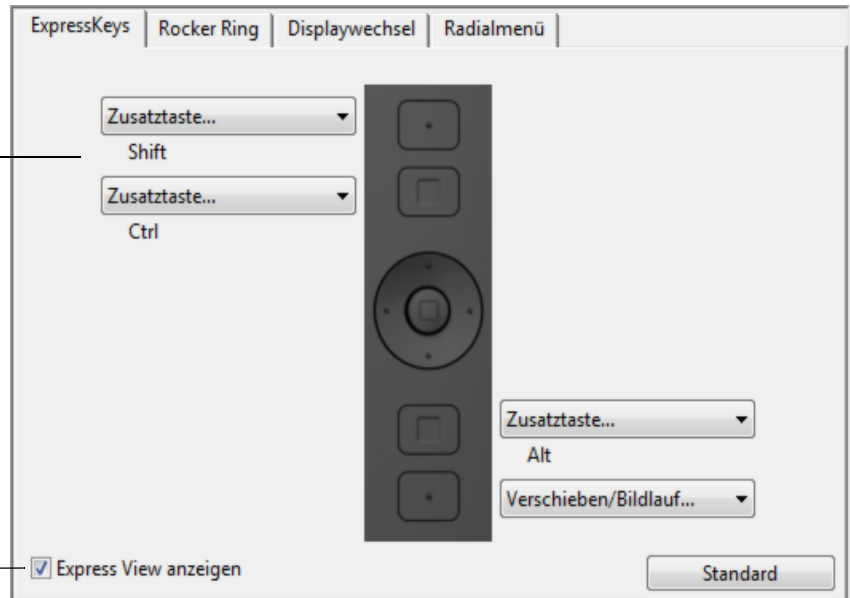 ExpressKeys Rocker Ring Displaywechsel Radialmenü
Zusatztaste...
Shift
Zusatztaste...
Ctrl
Zusatztaste...
Alt
Verschieben/Bildlauf...
Express View anzeigen
Standard